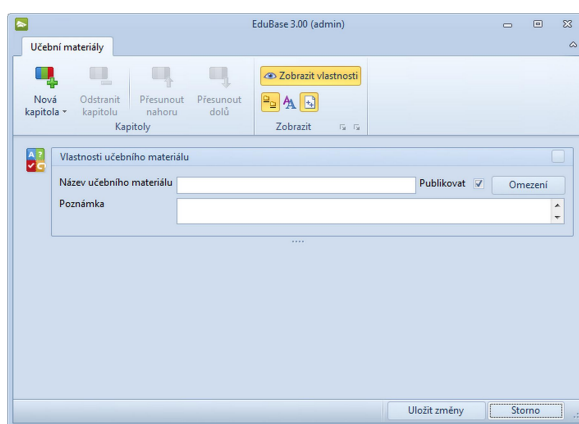 EduBase 3.00 (admin)
Učební materiály
Nová kapitola
Odstranit kapitolu
Přesunout nahoru
Přesunout dolů
Kapitoly
Zobrazit vlastnosti
Zobrazit
Vlastnosti učebního materiálu
Název učebního materiálu
Publikovat
Omezení
Poznámka
Uložit změny
Storno